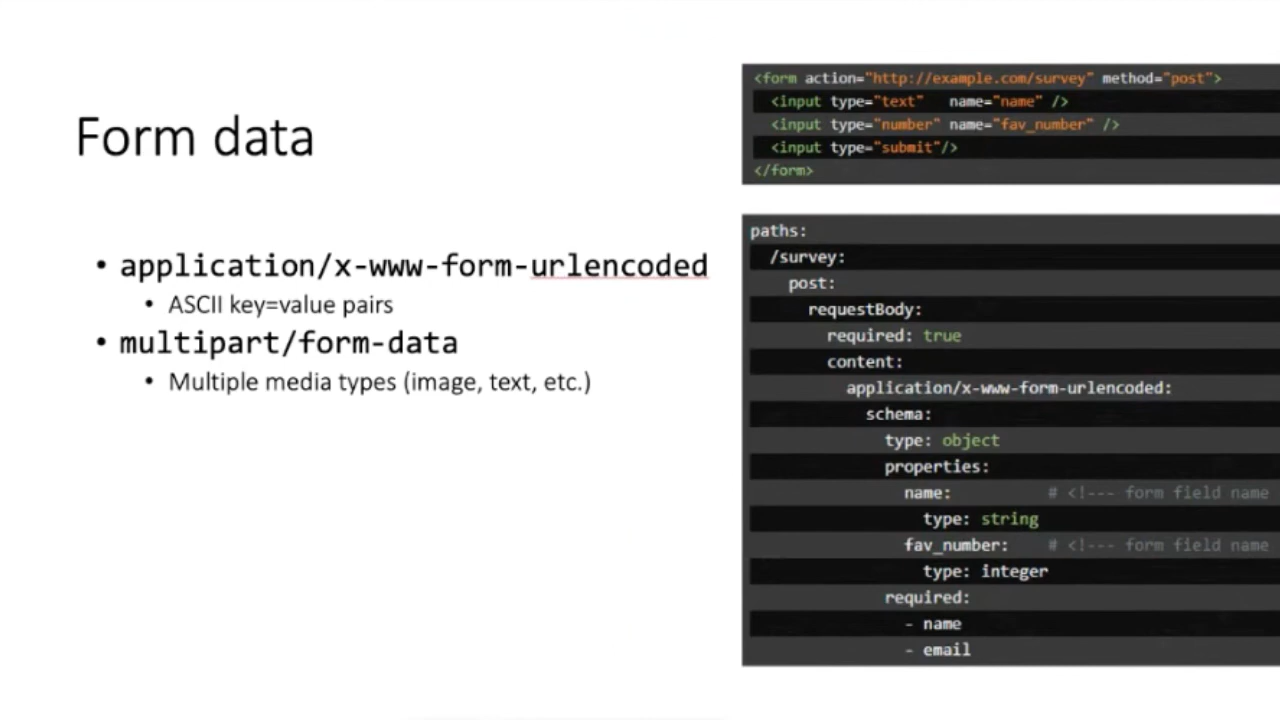 Form data
• application/x-www-form-urlencoded
• ASCII key=value pairs
• multipart/form-data
• Multiple media types (image, text, etc.)
<form action="http://example.com/survey" method="post">
  <input type="text"   name="name" />
  <input type="number" name="fav_number" />
  <input type="submit"/>
</form>
paths:
  /survey:
    post:
      requestBody:
        required: true
        content:
          application/x-www-form-urlencoded:
            schema:
              type: object
              properties:
                name:          # <!--- form field name
                  type: string
                fav_number:    # <!--- form field name
                  type: integer
              required:
                - name
                - email